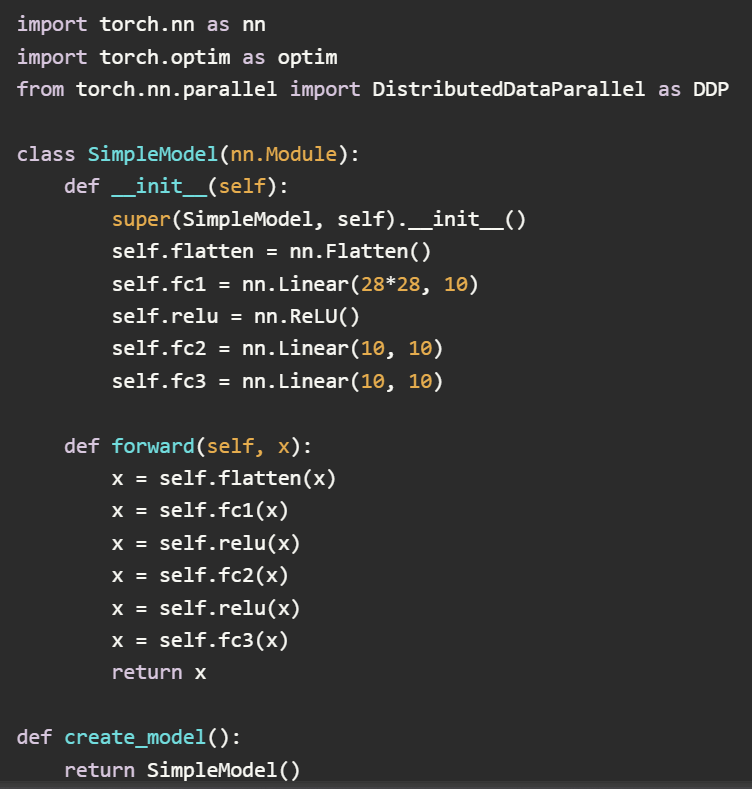 import torch.nn as nn
import torch.optim as optim
from torch.nn.parallel import DistributedDataParallel as DDP

class SimpleModel(nn.Module):
    def __init__(self):
        super(SimpleModel, self).__init__()
        self.flatten = nn.Flatten()
        self.fc1 = nn.Linear(28*28, 10)
        self.relu = nn.ReLU()
        self.fc2 = nn.Linear(10, 10)
        self.fc3 = nn.Linear(10, 10)

    def forward(self, x):
        x = self.flatten(x)
        x = self.fc1(x)
        x = self.relu(x)
        x = self.fc2(x)
        x = self.relu(x)
        x = self.fc3(x)
        return x

def create_model():
    return SimpleModel()